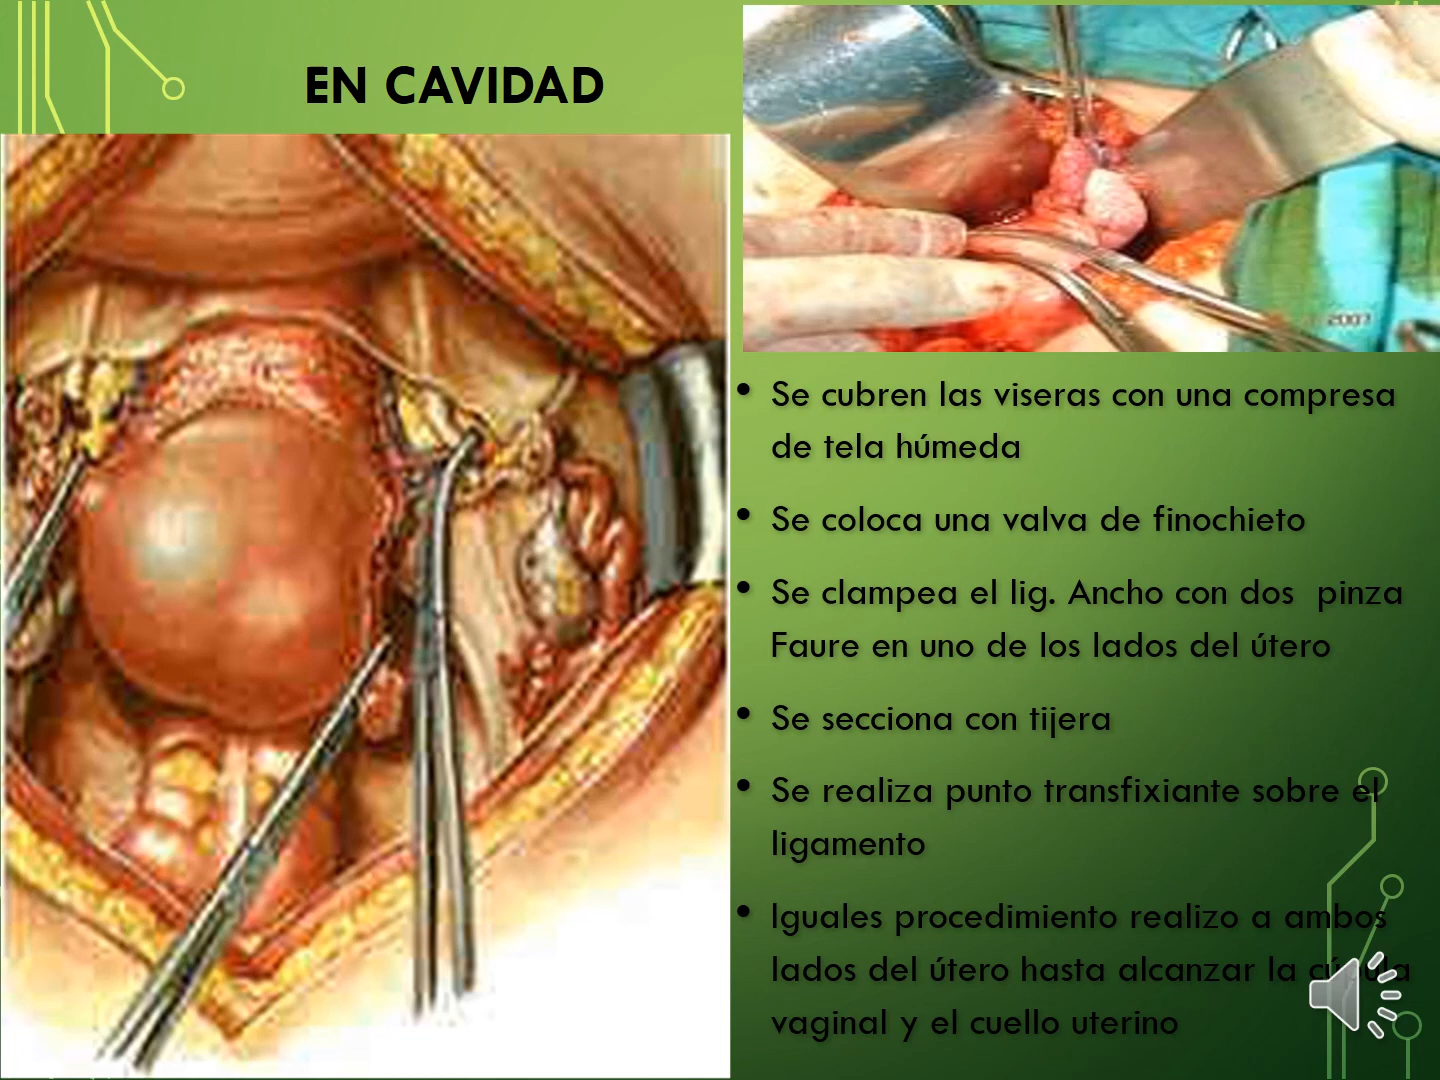 EN CAVIDAD
2007
• Se cubren las viseras con una compresa
de tela húmeda
• Se coloca una valva de finochieto
• Se clampea el lig. Ancho con dos pinza
Faure en uno de los lados del útero
• Se secciona con tijera
• Se realiza punto transfixiante sobre el
ligamento
• Iguales procedimiento realizo a ambos
lados del útero hasta alcanzar la cúpula
vaginal y el cuello uterino